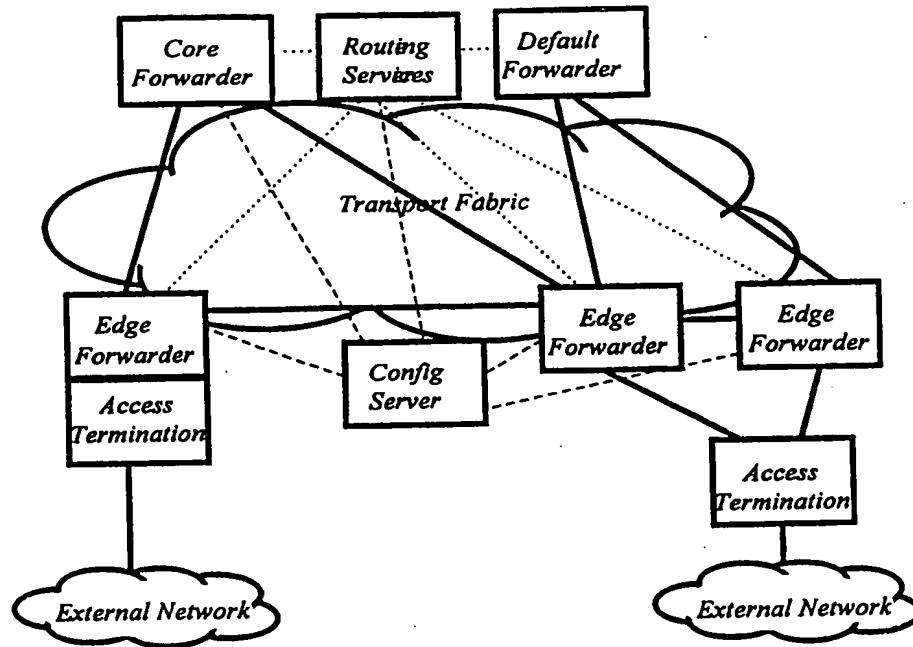 Core
Forwarder
Routing
Services
Default
Forwarder
Transport Fabric
Edge
Forwarder
Edge
Forwarder
Edge
Forwarder
Config
Server
Access
Termination
Access
Termination
External Network
External Network